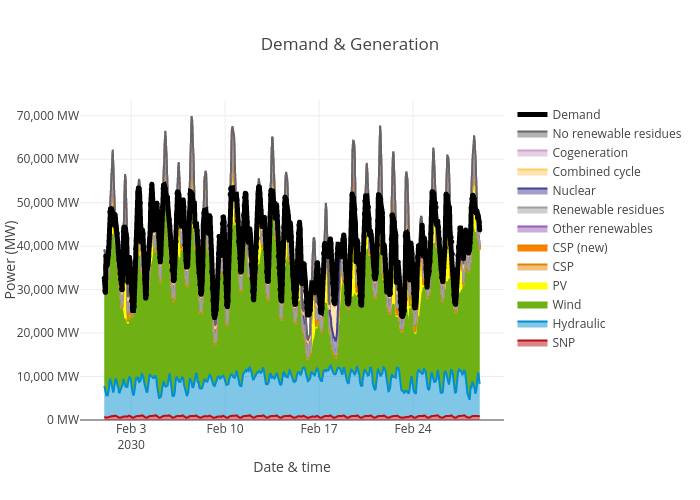 Demand & Generation
70,000 MW
60,000 MW
50,000 MW
40,000 MW
30,000 MW
20,000 MW
10,000 MW
0 MW
Power (MW)
Feb 3
2030
Feb 10
Feb 17
Feb 24
Date & time
Demand
No renewable residues
Cogeneration
Combined cycle
Nuclear
Renewable residues
Other renewables
CSP (new)
CSP
PV
Wind
Hydraulic
SNP